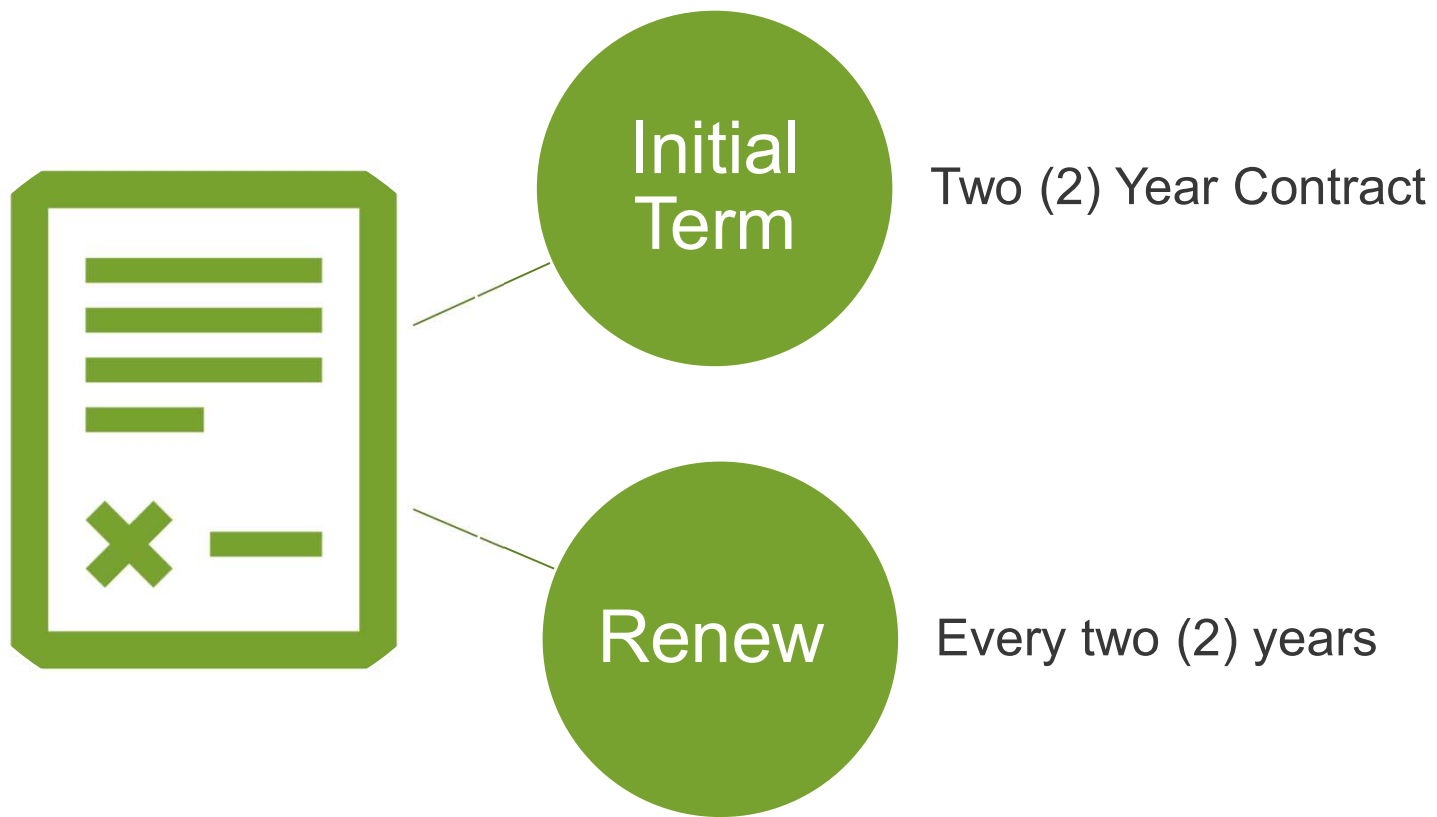 Initial
Term
Two (2) Year Contract
Renew
Every two (2) years